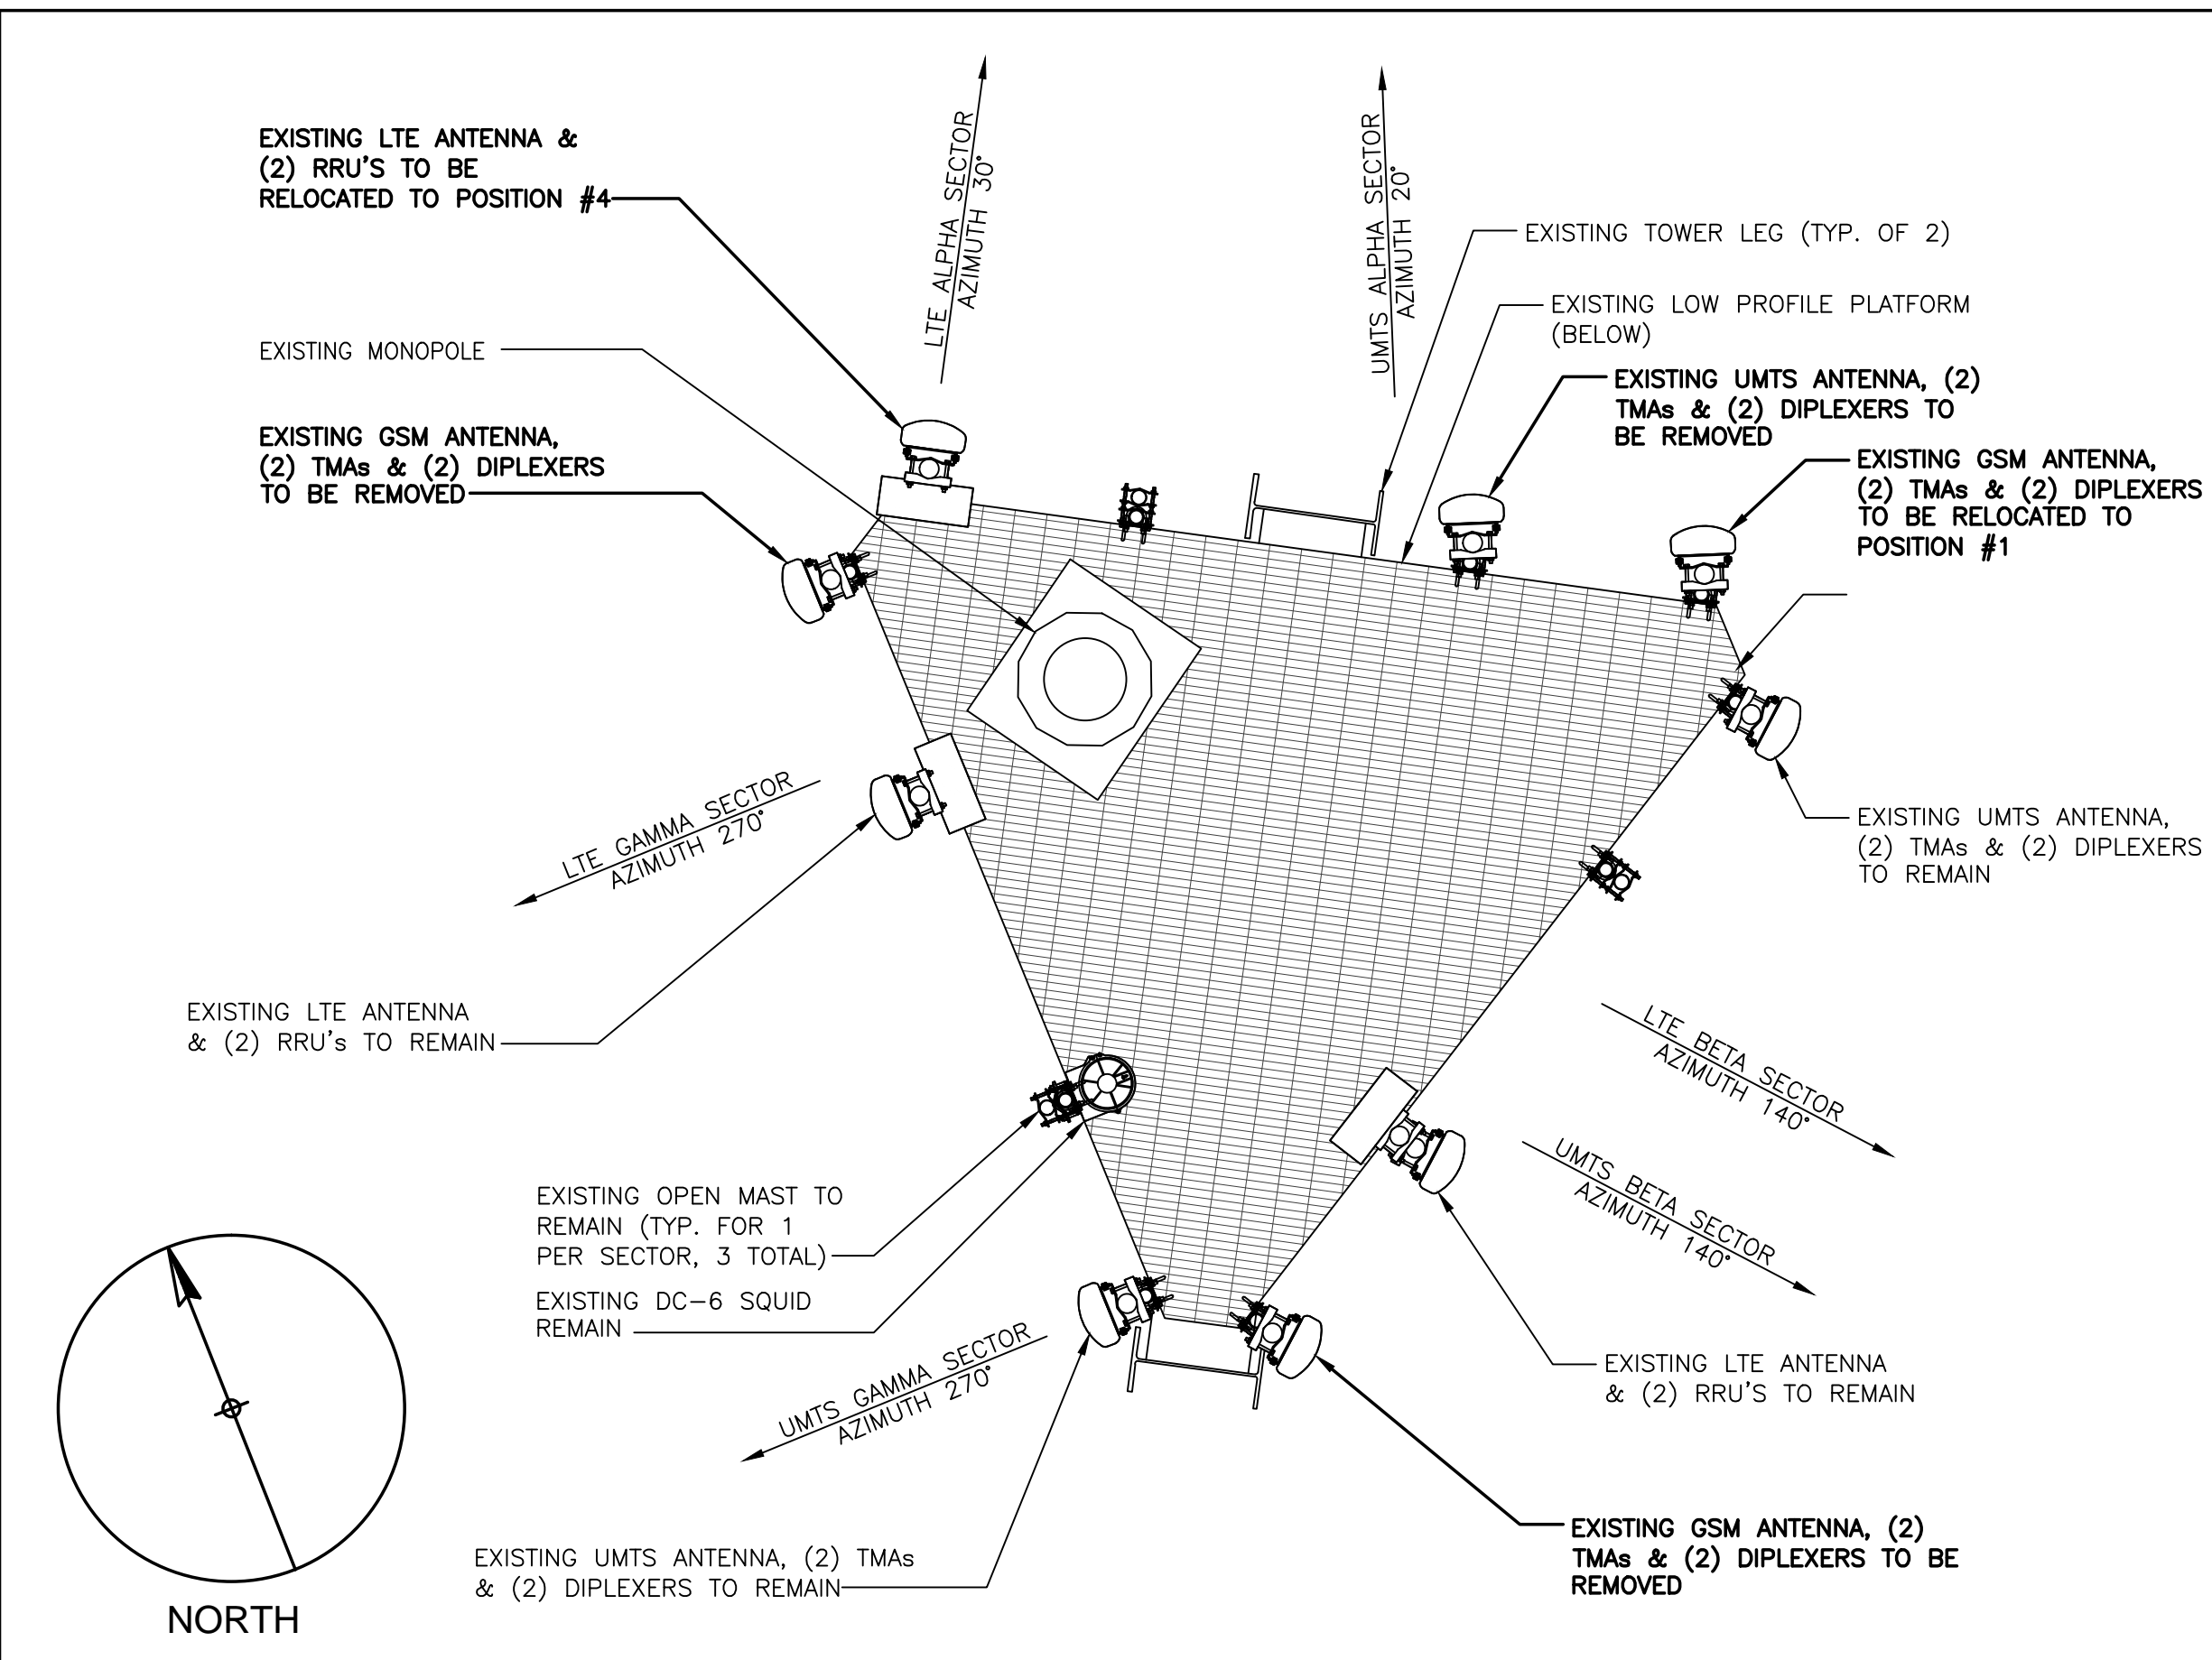 EXISTING LTE ANTENNA &
(2) RRU'S TO BE
RELOCATED TO POSITION #4
EXISTING MONOPOLE
EXISTING GSM ANTENNA,
(2) TMAs & (2) DIPLEXERS
TO BE REMOVED
LTE ALPHA SECTOR
AZIMUTH 30°
UMTS ALPHA SECTOR
AZIMUTH 20°
EXISTING TOWER LEG (TYP. OF 2)
EXISTING LOW PROFILE PLATFORM
(BELOW)
EXISTING UMTS ANTENNA, (2)
TMAs & (2) DIPLEXERS TO
BE REMOVED
EXISTING GSM ANTENNA,
(2) TMAs & (2) DIPLEXERS
TO BE RELOCATED TO
POSITION #1
EXISTING UMTS ANTENNA,
(2) TMAs & (2) DIPLEXERS
TO REMAIN
LTE GAMMA SECTOR
AZIMUTH 270°
EXISTING LTE ANTENNA
& (2) RRU's TO REMAIN
LTE BETA SECTOR
AZIMUTH 140°
UMTS BETA SECTOR
AZIMUTH 140°
EXISTING OPEN MAST TO
REMAIN (TYP. FOR 1
PER SECTOR, 3 TOTAL)
EXISTING DC-6 SQUID
REMAIN
UMTS GAMMA SECTOR
AZIMUTH 270°
EXISTING LTE ANTENNA
& (2) RRU'S TO REMAIN
EXISTING UMTS ANTENNA, (2) TMAs
& (2) DIPLEXERS TO REMAIN
EXISTING GSM ANTENNA, (2)
TMAs & (2) DIPLEXERS TO BE
REMOVED
NORTH